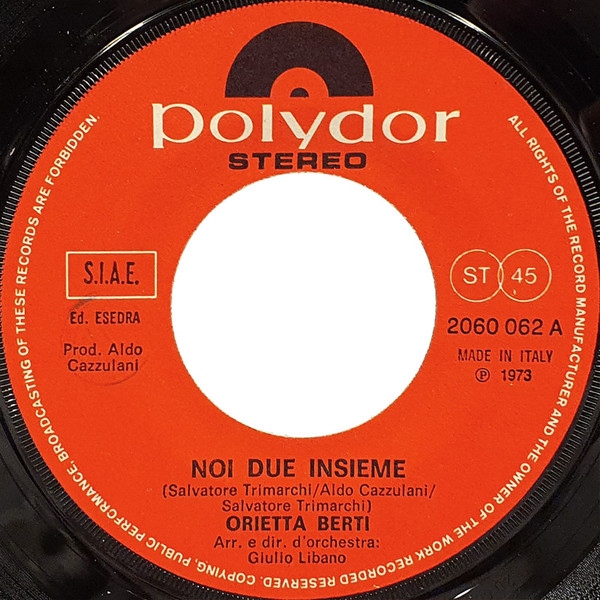 polydor
STEREO
S.I.A.E.
Ed. ESEDRA
Prod. Aldo
Cazzulani
ST 45
2060 062 A
MADE IN ITALY
℗ 1973
NOI DUE INSIEME
(Salvatore Trimarchi/Aldo Cazzulani/
Salvatore Trimarchi)
ORIETTA BERTI
Arr. e dir. d'orchestra:
Giulio Libano
ALL RIGHTS OF THE RECORD MANUFACTURER AND OF THE OWNER OF THE WORK RECORDED RESERVED. COPYING, PUBLIC PERFORMANCE, BROADCASTING OF THESE RECORDS ARE FORBIDDEN.